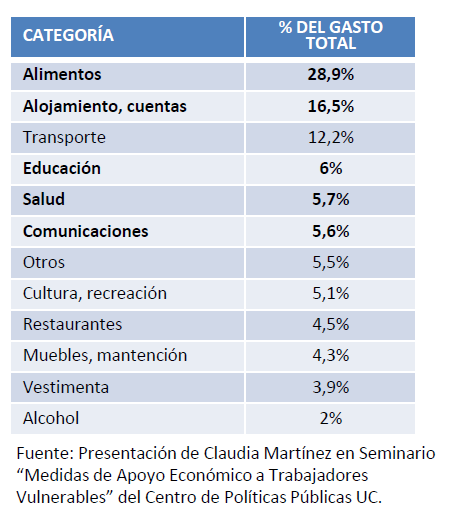 CATEGORÍA % DEL GASTO TOTAL
Alimentos 28,9%
Alojamiento, cuentas 16,5%
Transporte 12,2%
Educación 6%
Salud 5,7%
Comunicaciones 5,6%
Otros 5,5%
Cultura, recreación 5,1%
Restaurantes 4,5%
Muebles, mantención 4,3%
Vestimenta 3,9%
Alcohol 2%
Fuente: Presentación de Claudia Martínez en Seminario
“Medidas de Apoyo Económico a Trabajadores
Vulnerables” del Centro de Políticas Públicas UC.